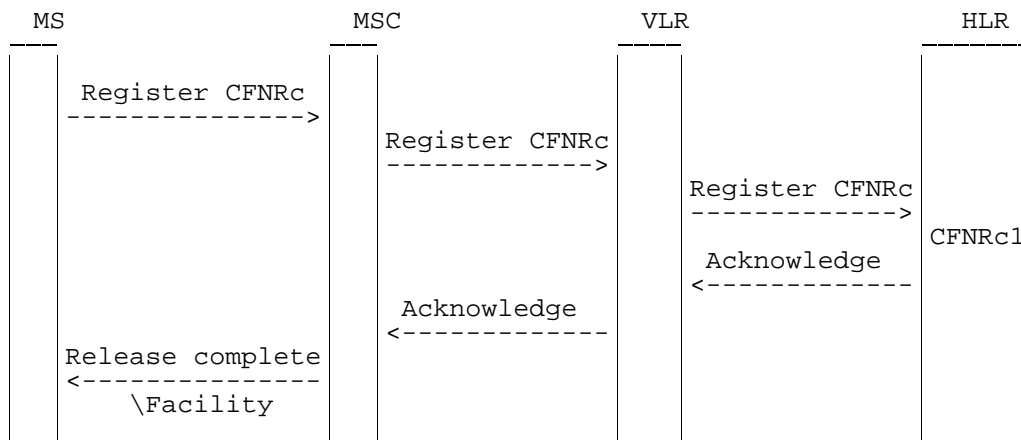 MS MSC VLR HLR
Register CFNRc
Register CFNRc
Register CFNRc
CFNRc1
Acknowledge
Acknowledge
Release complete
\Facility